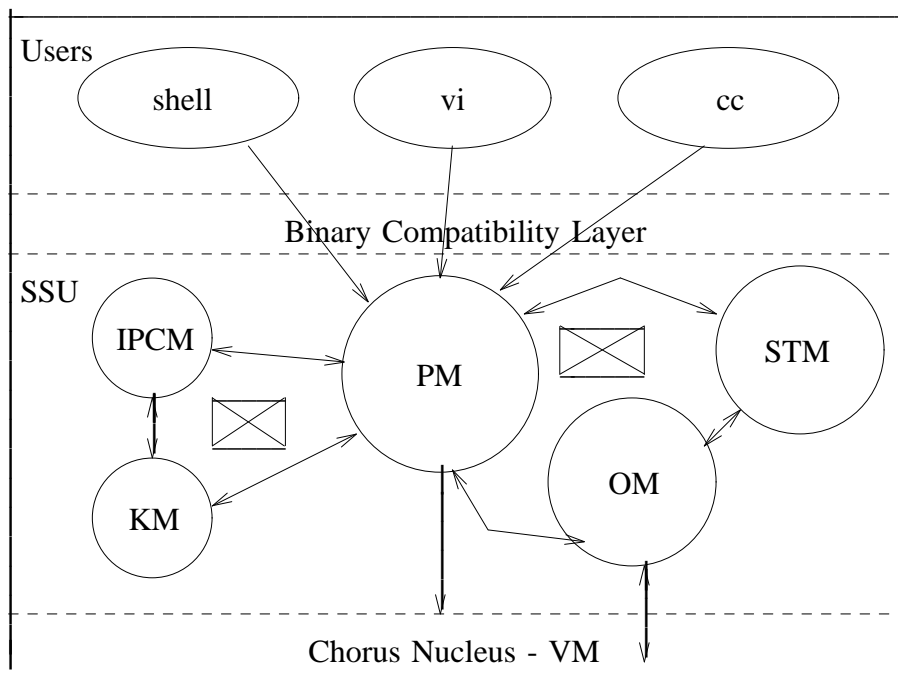 Users
shell
vi
cc
Binary Compatibility Layer
SSU
IPCM
PM
STM
KM
OM
Chorus Nucleus - VM